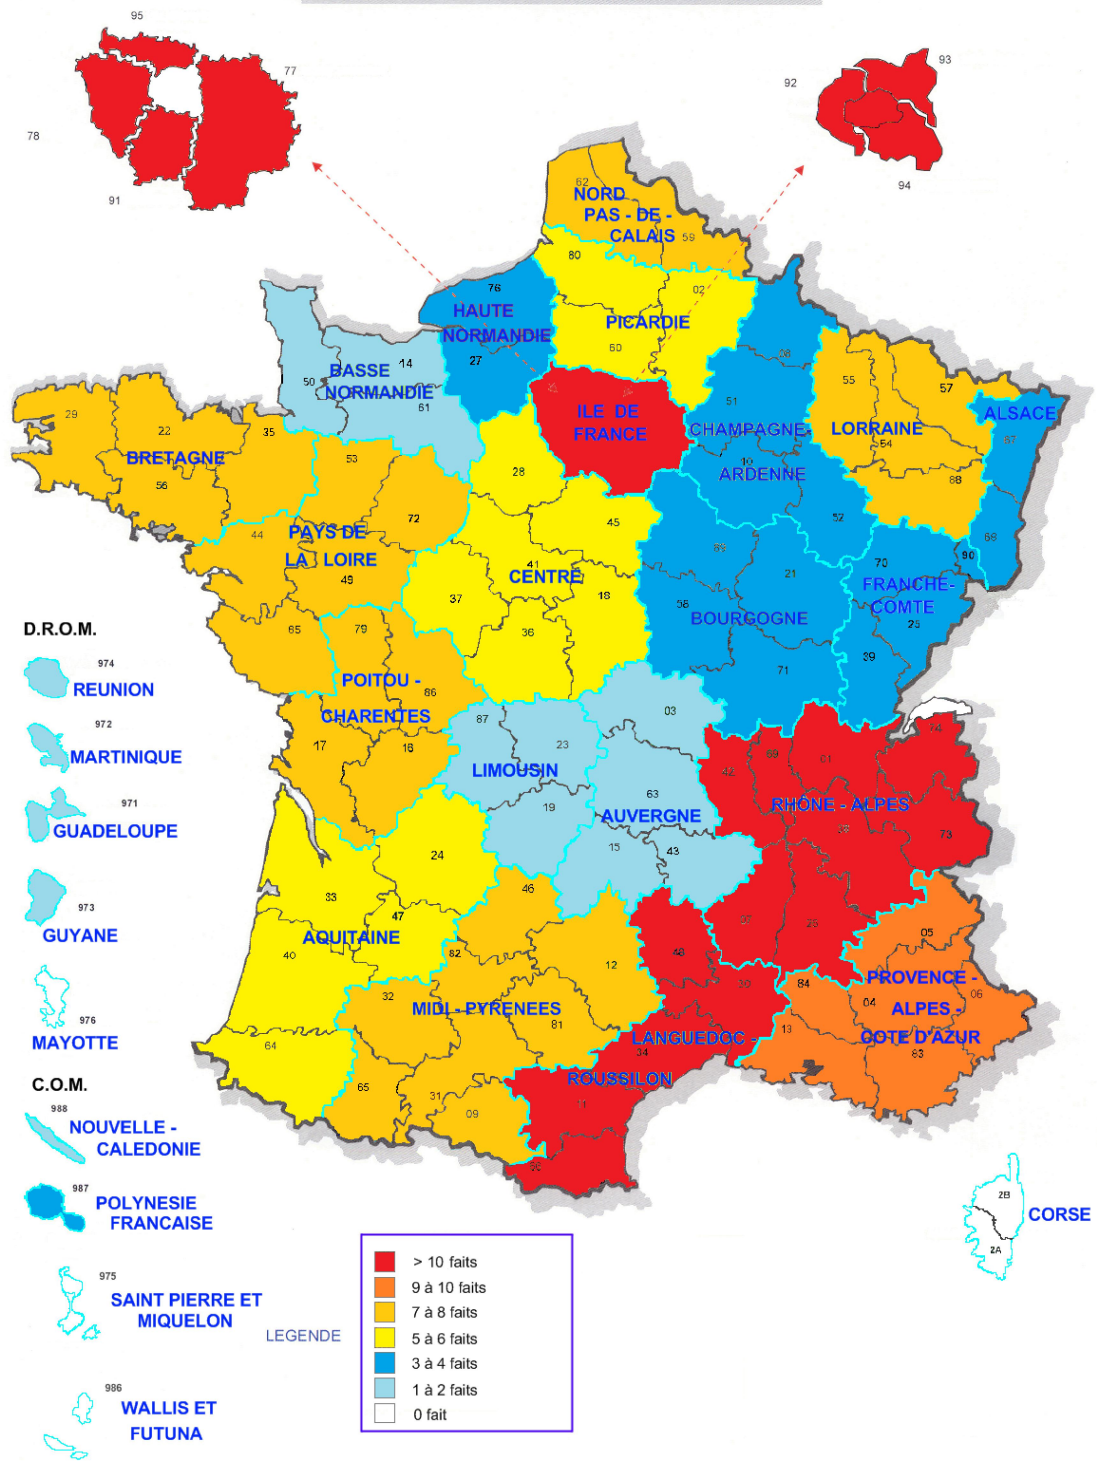 95
93
77
92
78
94
91
62
NORD
PAS - DE -
CALAIS
59
80
02
76
HAUTE
NORMANDIE
PICARDIE
60
08
14
27
BASSE
NORMANDIE
50
61
55
57
51
29
22
35
ILE DE
FRANCE
ALSACE
67
CHAMPAGNE
LORRAINE
54
BRETAGNE
53
28
10
ARDENNE
88
56
72
45
52
68
44
PAYS DE
LA LOIRE
49
41
CENTRE
89
21
70
90
FRANCHE-
COMTE
37
18
58
BOURGOGNE
25
36
39
71
85
79
POITOU -
86
CHARENTES
D.R.O.M.
974
REUNION
972
MARTINIQUE
971
GUADELOUPE
973
GUYANE
976
MAYOTTE
87
03
17
16
23
LIMOUSIN
42
69
01
74
19
63
AUVERGNE
RHONE - ALPES
38
73
15
43
24
33
46
47
AQUITAINE
07
26
05
40
82
12
48
32
MIDI - PYRENEES
81
30
84
PROVENCE -
04
06
ALPES -
13
COTE D'AZUR
83
64
34
LANGUEDOC -
ROUSSILON
65
31
09
11
66
C.O.M.
988
NOUVELLE -
CALEDONIE
987
POLYNESIE
FRANCAISE
975
SAINT PIERRE ET
MIQUELON
986
WALLIS ET
FUTUNA
2B
CORSE
2A
LEGENDE
> 10 faits
9 à 10 faits
7 à 8 faits
5 à 6 faits
3 à 4 faits
1 à 2 faits
0 fait